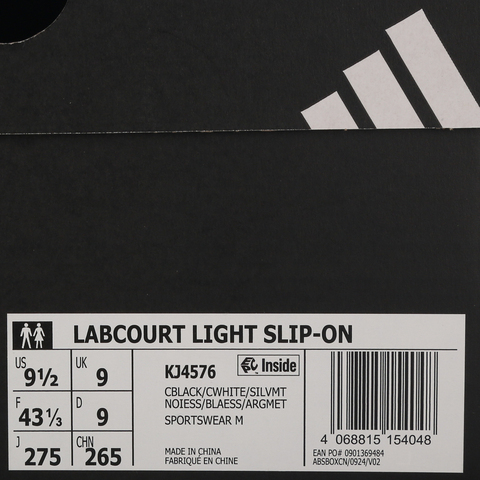 LABCOURT LIGHT SLIP-ON
US
9½
UK
9
F
43⅓
D
9
J
275
CHN
265
KJ4576
Inside
CBLACK/CWHITE/SILVMT
NOIESS/BLAESS/ARGMET
SPORTSWEAR M
MADE IN CHINA
FABRIQUÉ EN CHINE
4 068815 154048
EAN PO# 0901369484
ABSBOXCN/0924/V02